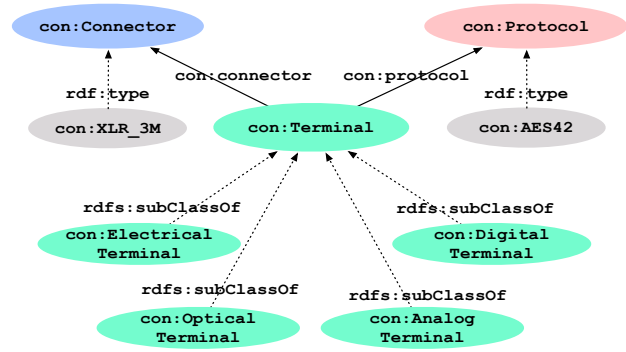 con:Connector
con:Protocol
con:connector
con:protocol
rdf:type
rdf:type
con:XLR_3M
con:Terminal
con:AES42
rdfs:subClassOf
rdfs:subClassOf
con:Electrical
Terminal
con:Digital
Terminal
rdfs:subClassOf
rdfs:subClassOf
con:Optical
Terminal
con:Analog
Terminal